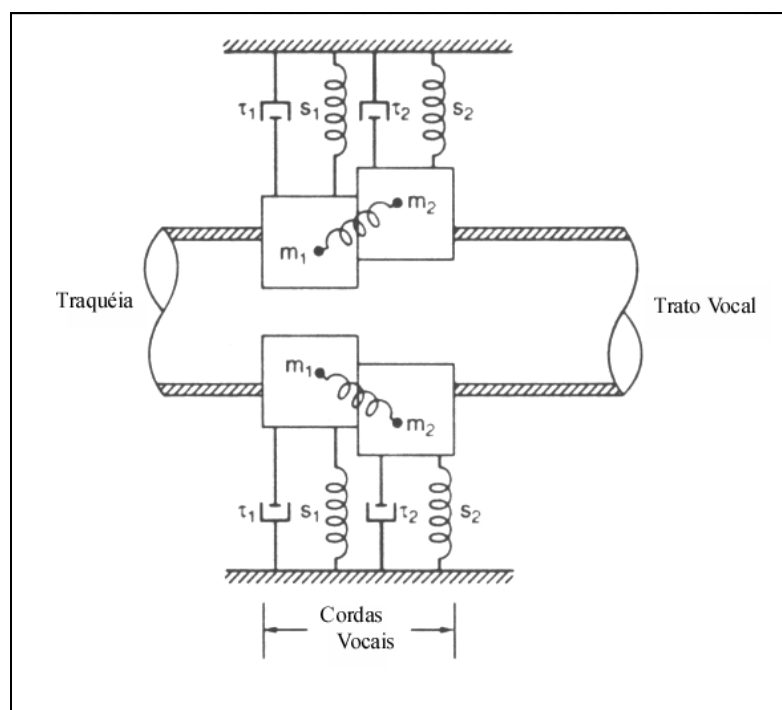 τ1 s1 τ2 s2
m2
m1
Traquéia
Trato Vocal
m1
m2
τ1 s1 τ2 s2
Cordas
Vocais